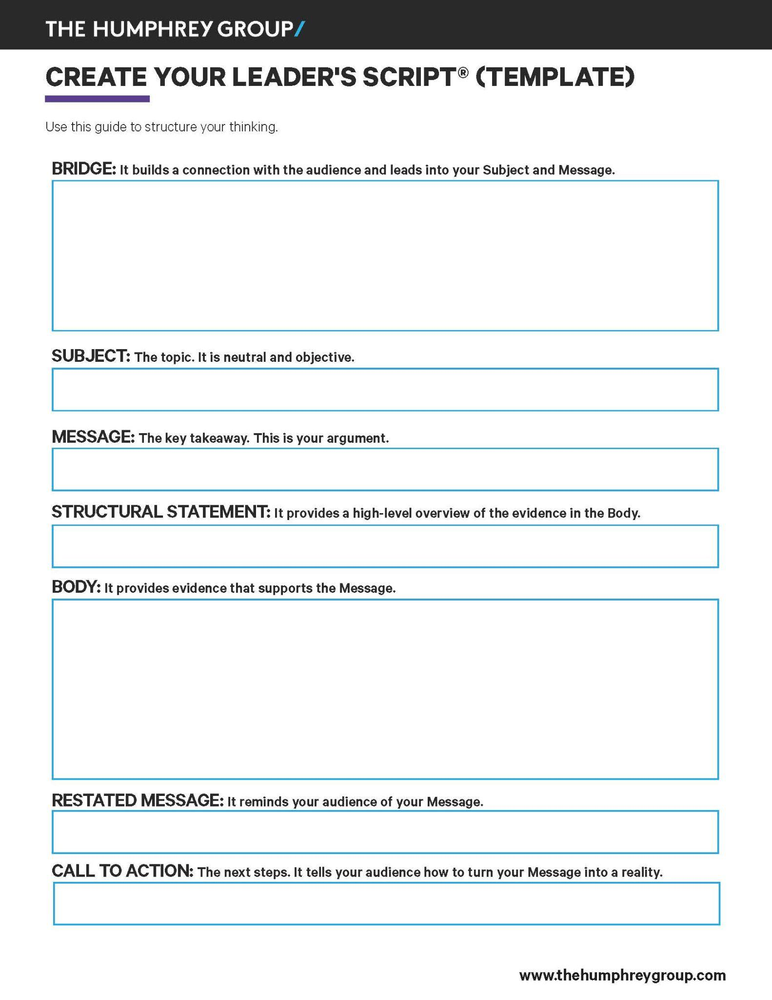 THE HUMPHREY GROUP/
CREATE YOUR LEADER'S SCRIPT® (TEMPLATE)
Use this guide to structure your thinking.
BRIDGE: It builds a connection with the audience and leads into your Subject and Message.
SUBJECT: The topic. It is neutral and objective.
MESSAGE: The key takeaway. This is your argument.
STRUCTURAL STATEMENT: It provides a high-level overview of the evidence in the Body.
BODY: It provides evidence that supports the Message.
RESTATED MESSAGE: It reminds your audience of your Message.
CALL TO ACTION: The next steps. It tells your audience how to turn your Message into a reality.
www.thehumphreygroup.com